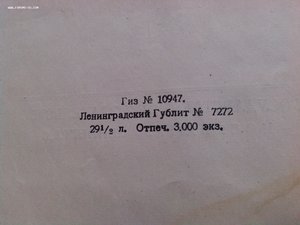 Гиз № 10947.
Ленинградский Гублит № 7272
29¹/₂ л. Отпеч. 3.000 экз.